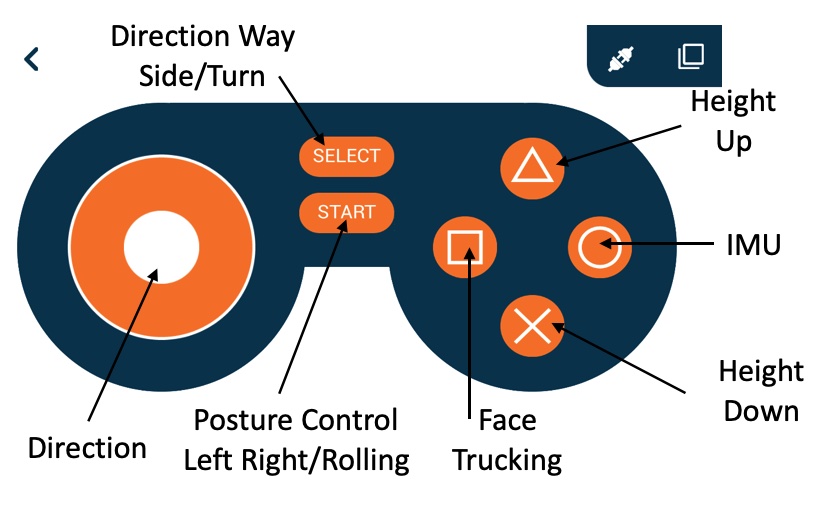 Direction Way
Side/Turn
Height
Up
SELECT
START
IMU
Height
Down
Direction
Posture Control
Left Right/Rolling
Face
Trucking